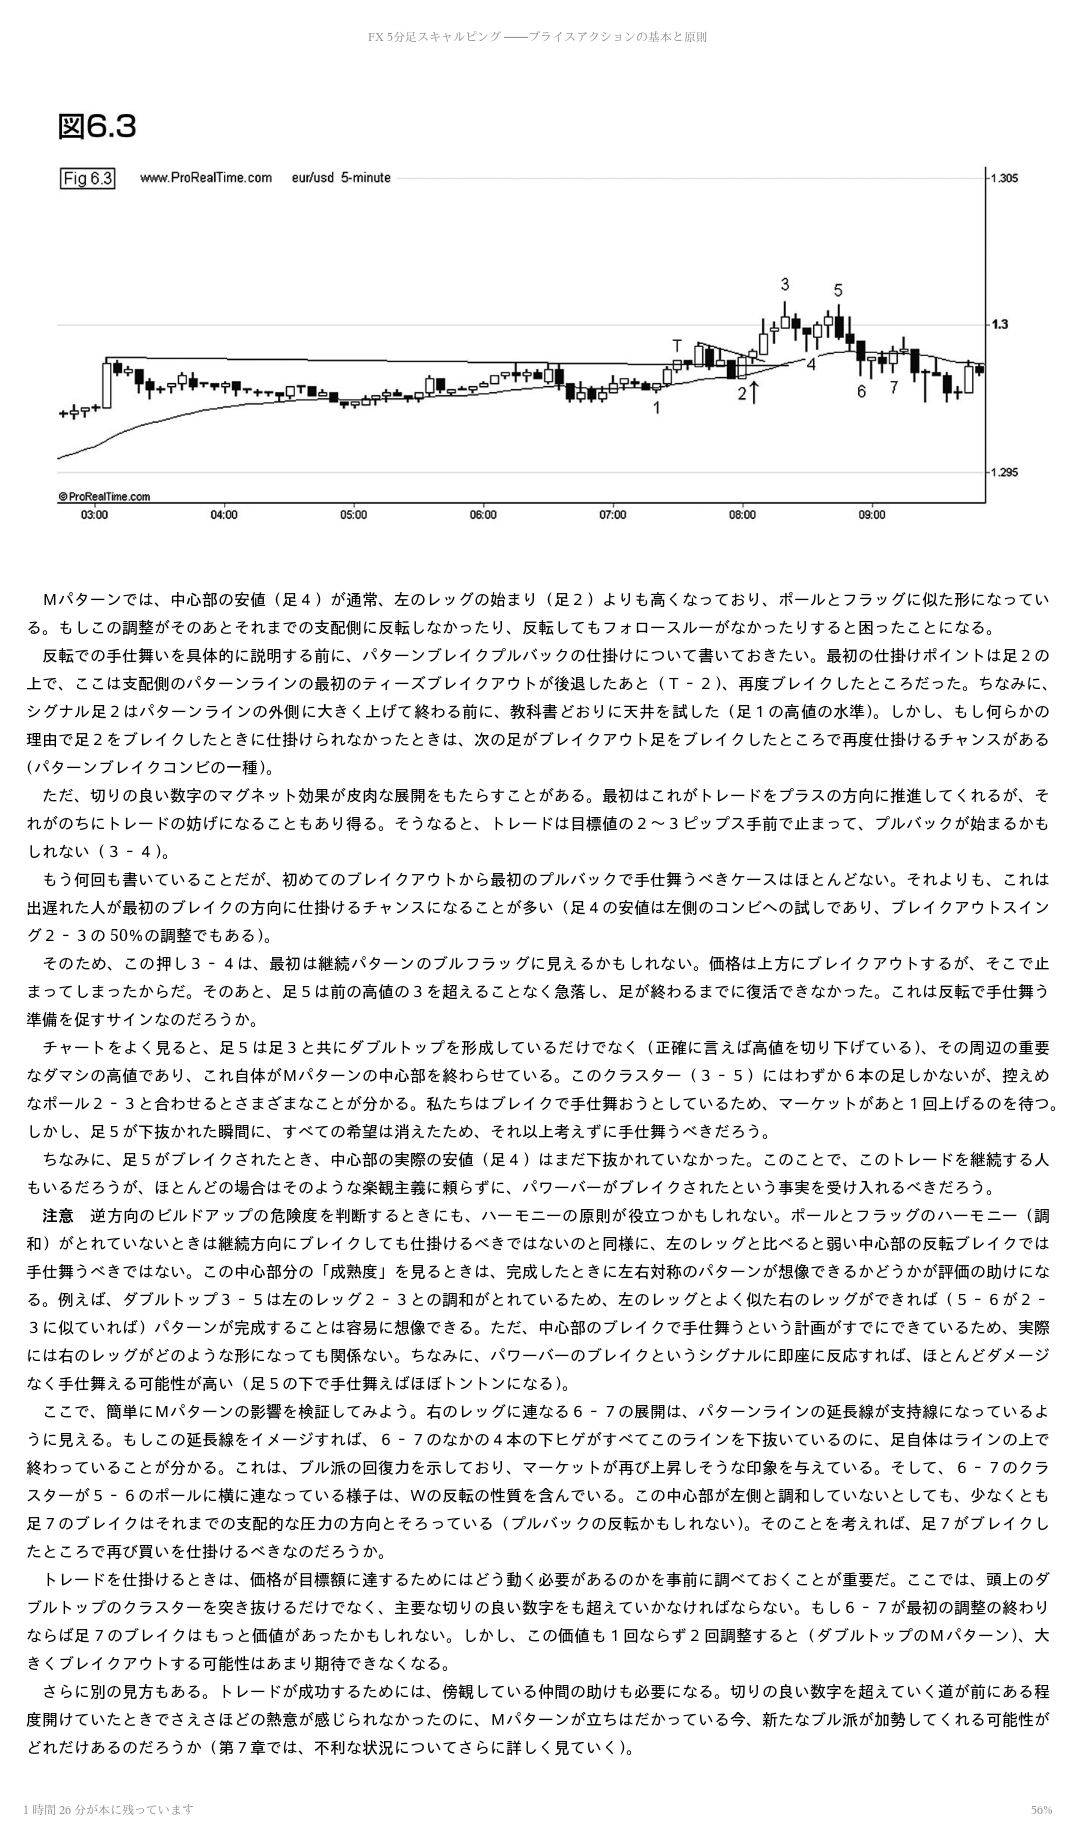 FX 5分足スキャルピング ――プライスアクションの基本と原則
図6.3
Fig 6.3 www.ProRealTime.com eur/usd 5-minute
1.305
3
5
1.3
T
4
2
6
7
1
1.295
©ProRealTime.com
03:00 04:00 05:00 06:00 07:00 08:00 09:00
Mパターンでは、中心部の安値（足４）が通常、左のレッグの始まり（足２）よりも高くなっており、ポールとフラッグに似た形になってい
る。もしこの調整がそのあとそれまでの支配側に反転しなかったり、反転してもフォロースルーがなかったりすると困ったことになる。
反転での手仕舞いを具体的に説明する前に、パターンブレイクプルバックの仕掛けについて書いておきたい。最初の仕掛けポイントは足２の
上で、ここは支配側のパターンラインの最初のティーズブレイクアウトが後退したあと（Ｔ‐２）、再度ブレイクしたところだった。ちなみに、
シグナル足２はパターンラインの外側に大きく上げて終わる前に、教科書どおりに天井を試した（足１の高値の水準）。しかし、もし何らかの
理由で足２をブレイクしたときに仕掛けられなかったときは、次の足がブレイクアウト足をブレイクしたところで再度仕掛けるチャンスがある
（パターンブレイクコンビの一種）。
ただ、切りの良い数字のマグネット効果が皮肉な展開をもたらすことがある。最初はこれがトレードをプラスの方向に推進してくれるが、そ
れがのちにトレードの妨げになることもあり得る。そうなると、トレードは目標値の２～３ピップス手前で止まって、プルバックが始まるかも
しれない（３‐４）。
もう何回も書いていることだが、初めてのブレイクアウトから最初のプルバックで手仕舞うべきケースはほとんどない。それよりも、これは
出遅れた人が最初のブレイクの方向に仕掛けるチャンスになることが多い（足４の安値は左側のコンビへの試しであり、ブレイクアウトスイン
グ２‐３の50％の調整でもある）。
そのため、この押し３‐４は、最初は継続パターンのブルフラッグに見えるかもしれない。価格は上方にブレイクアウトするが、そこで止
まってしまったからだ。そのあと、足５は前の高値の３を超えることなく急落し、足が終わるまでに復活できなかった。これは反転で手仕舞う
準備を促すサインなのだろうか。
チャートをよく見ると、足５は足３と共にダブルトップを形成しているだけでなく（正確に言えば高値を切り下げている）、その周辺の重要
なダマシの高値であり、これ自体がMパターンの中心部を終わらせている。このクラスター（３‐５）にはわずか６本の足しかないが、控えめ
なポール２‐３と合わせるとさまざまなことが分かる。私たちはブレイクで手仕舞おうとしているため、マーケットがあと１回上げるのを待つ。
しかし、足５が下抜かれた瞬間に、すべての希望は消えたため、それ以上考えずに手仕舞うべきだろう。
ちなみに、足５がブレイクされたとき、中心部の実際の安値（足４）はまだ下抜かれていなかった。このことで、このトレードを継続する人
もいるだろうが、ほとんどの場合はそのような楽観主義に頼らずに、パワーバーがブレイクされたという事実を受け入れるべきだろう。
注意　逆方向のビルドアップの危険度を判断するときにも、ハーモニーの原則が役立つかもしれない。ポールとフラッグのハーモニー（調
和）がとれていないときは継続方向にブレイクしても仕掛けるべきではないのと同様に、左のレッグと比べると弱い中心部の反転ブレイクでは
手仕舞うべきではない。この中心部分の「成熟度」を見るときは、完成したときに左右対称のパターンが想像できるかどうかが評価の助けにな
る。例えば、ダブルトップ３‐５は左のレッグ２‐３との調和がとれているため、左のレッグとよく似た右のレッグができれば（５‐６が２‐
３に似ていれば）パターンが完成することは容易に想像できる。ただ、中心部のブレイクで手仕舞うという計画がすでにできているため、実際
には右のレッグがどのような形になっても関係ない。ちなみに、パワーバーのブレイクというシグナルに即座に反応すれば、ほとんどダメージ
なく手仕舞える可能性が高い（足５の下で手仕舞えばほぼトントンになる）。
ここで、簡単にMパターンの影響を検証してみよう。右のレッグに連なる６‐７の展開は、パターンラインの延長線が支持線になっているよ
うに見える。もしこの延長線をイメージすれば、６‐７のなかの４本の下ヒゲがすべてこのラインを下抜いているのに、足自体はラインの上で
終わっていることが分かる。これは、ブル派の回復力を示しており、マーケットが再び上昇しそうな印象を与えている。そして、６‐７のクラ
スターが５‐６のポールに横に連なっている様子は、Wの反転の性質を含んでいる。この中心部が左側と調和していないとしても、少なくとも
足７のブレイクはそれまでの支配的な圧力の方向とそろっている（プルバックの反転かもしれない）。そのことを考えれば、足７がブレイクし
たところで再び買いを仕掛けるべきなのだろうか。
トレードを仕掛けるときは、価格が目標額に達するためにはどう動く必要があるのかを事前に調べておくことが重要だ。ここでは、頭上のダ
ブルトップのクラスターを突き抜けるだけでなく、主要な切りの良い数字をも超えていかなければならない。もし６‐７が最初の調整の終わり
ならば足７のブレイクはもっと価値があったかもしれない。しかし、この価値も１回ならず２回調整すると（ダブルトップのMパターン）、大
きくブレイクアウトする可能性はあまり期待できなくなる。
さらに別の見方もある。トレードが成功するためには、傍観している仲間の助けも必要になる。切りの良い数字を超えていく道が前にある程
度開けていたときでさえさほどの熱意が感じられなかったのに、Mパターンが立ちはだかっている今、新たなブル派が加勢してくれる可能性が
どれだけあるのだろうか（第７章では、不利な状況についてさらに詳しく見ていく）。
1 時間 26 分が本に残っています
56%